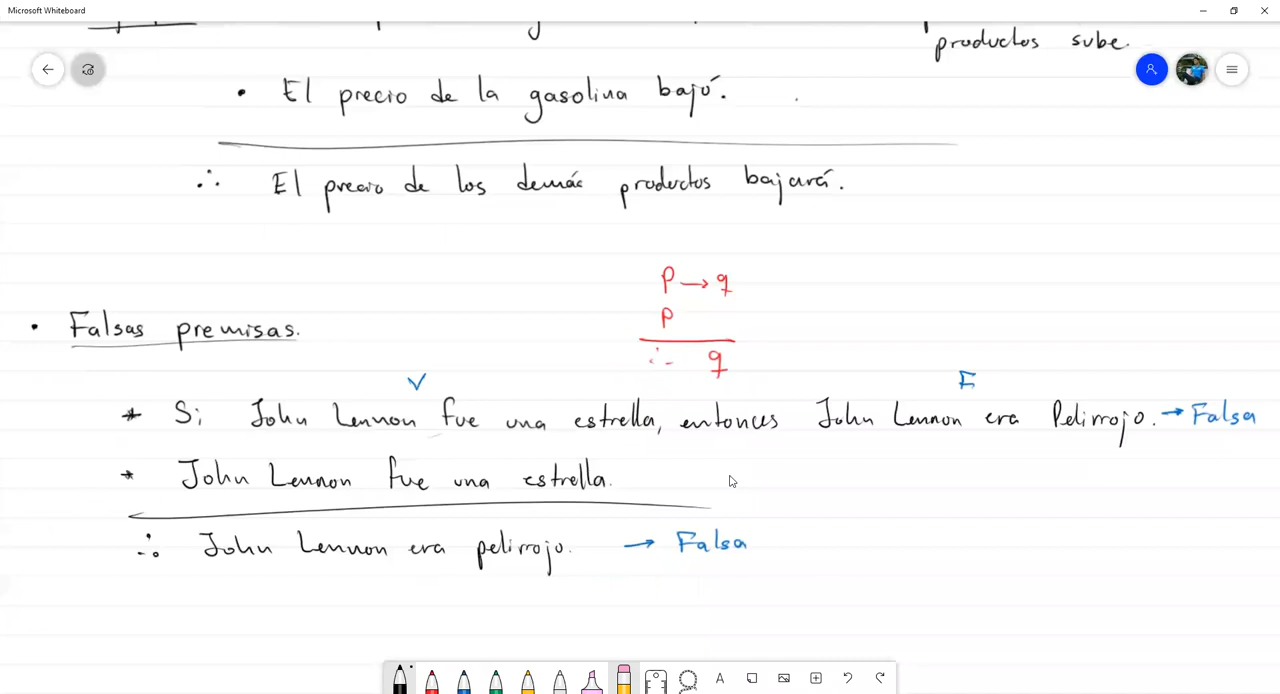 Microsoft Whiteboard
productos sube.
• El precio de la gasolina bajó.
∴ El precio de los demás productos bajará.
p → q
p
∴ q
• Falsas premisas.
V F
* Si John Lennon fue una estrella, entonces John Lennon era Pelirrojo. → Falsa
* John Lennon fue una estrella.
∴ John Lennon era pelirrojo. → Falsa